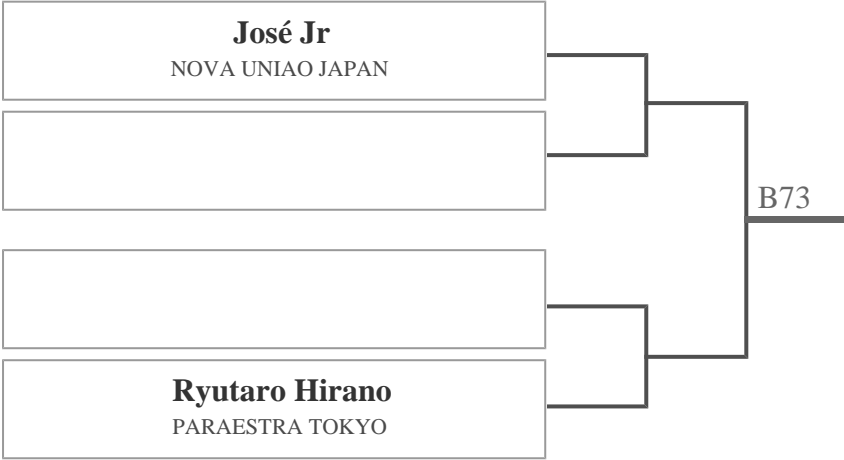 José Jr
NOVA UNIAO JAPAN
B73
Ryutaro Hirano
PARAESTRA TOKYO